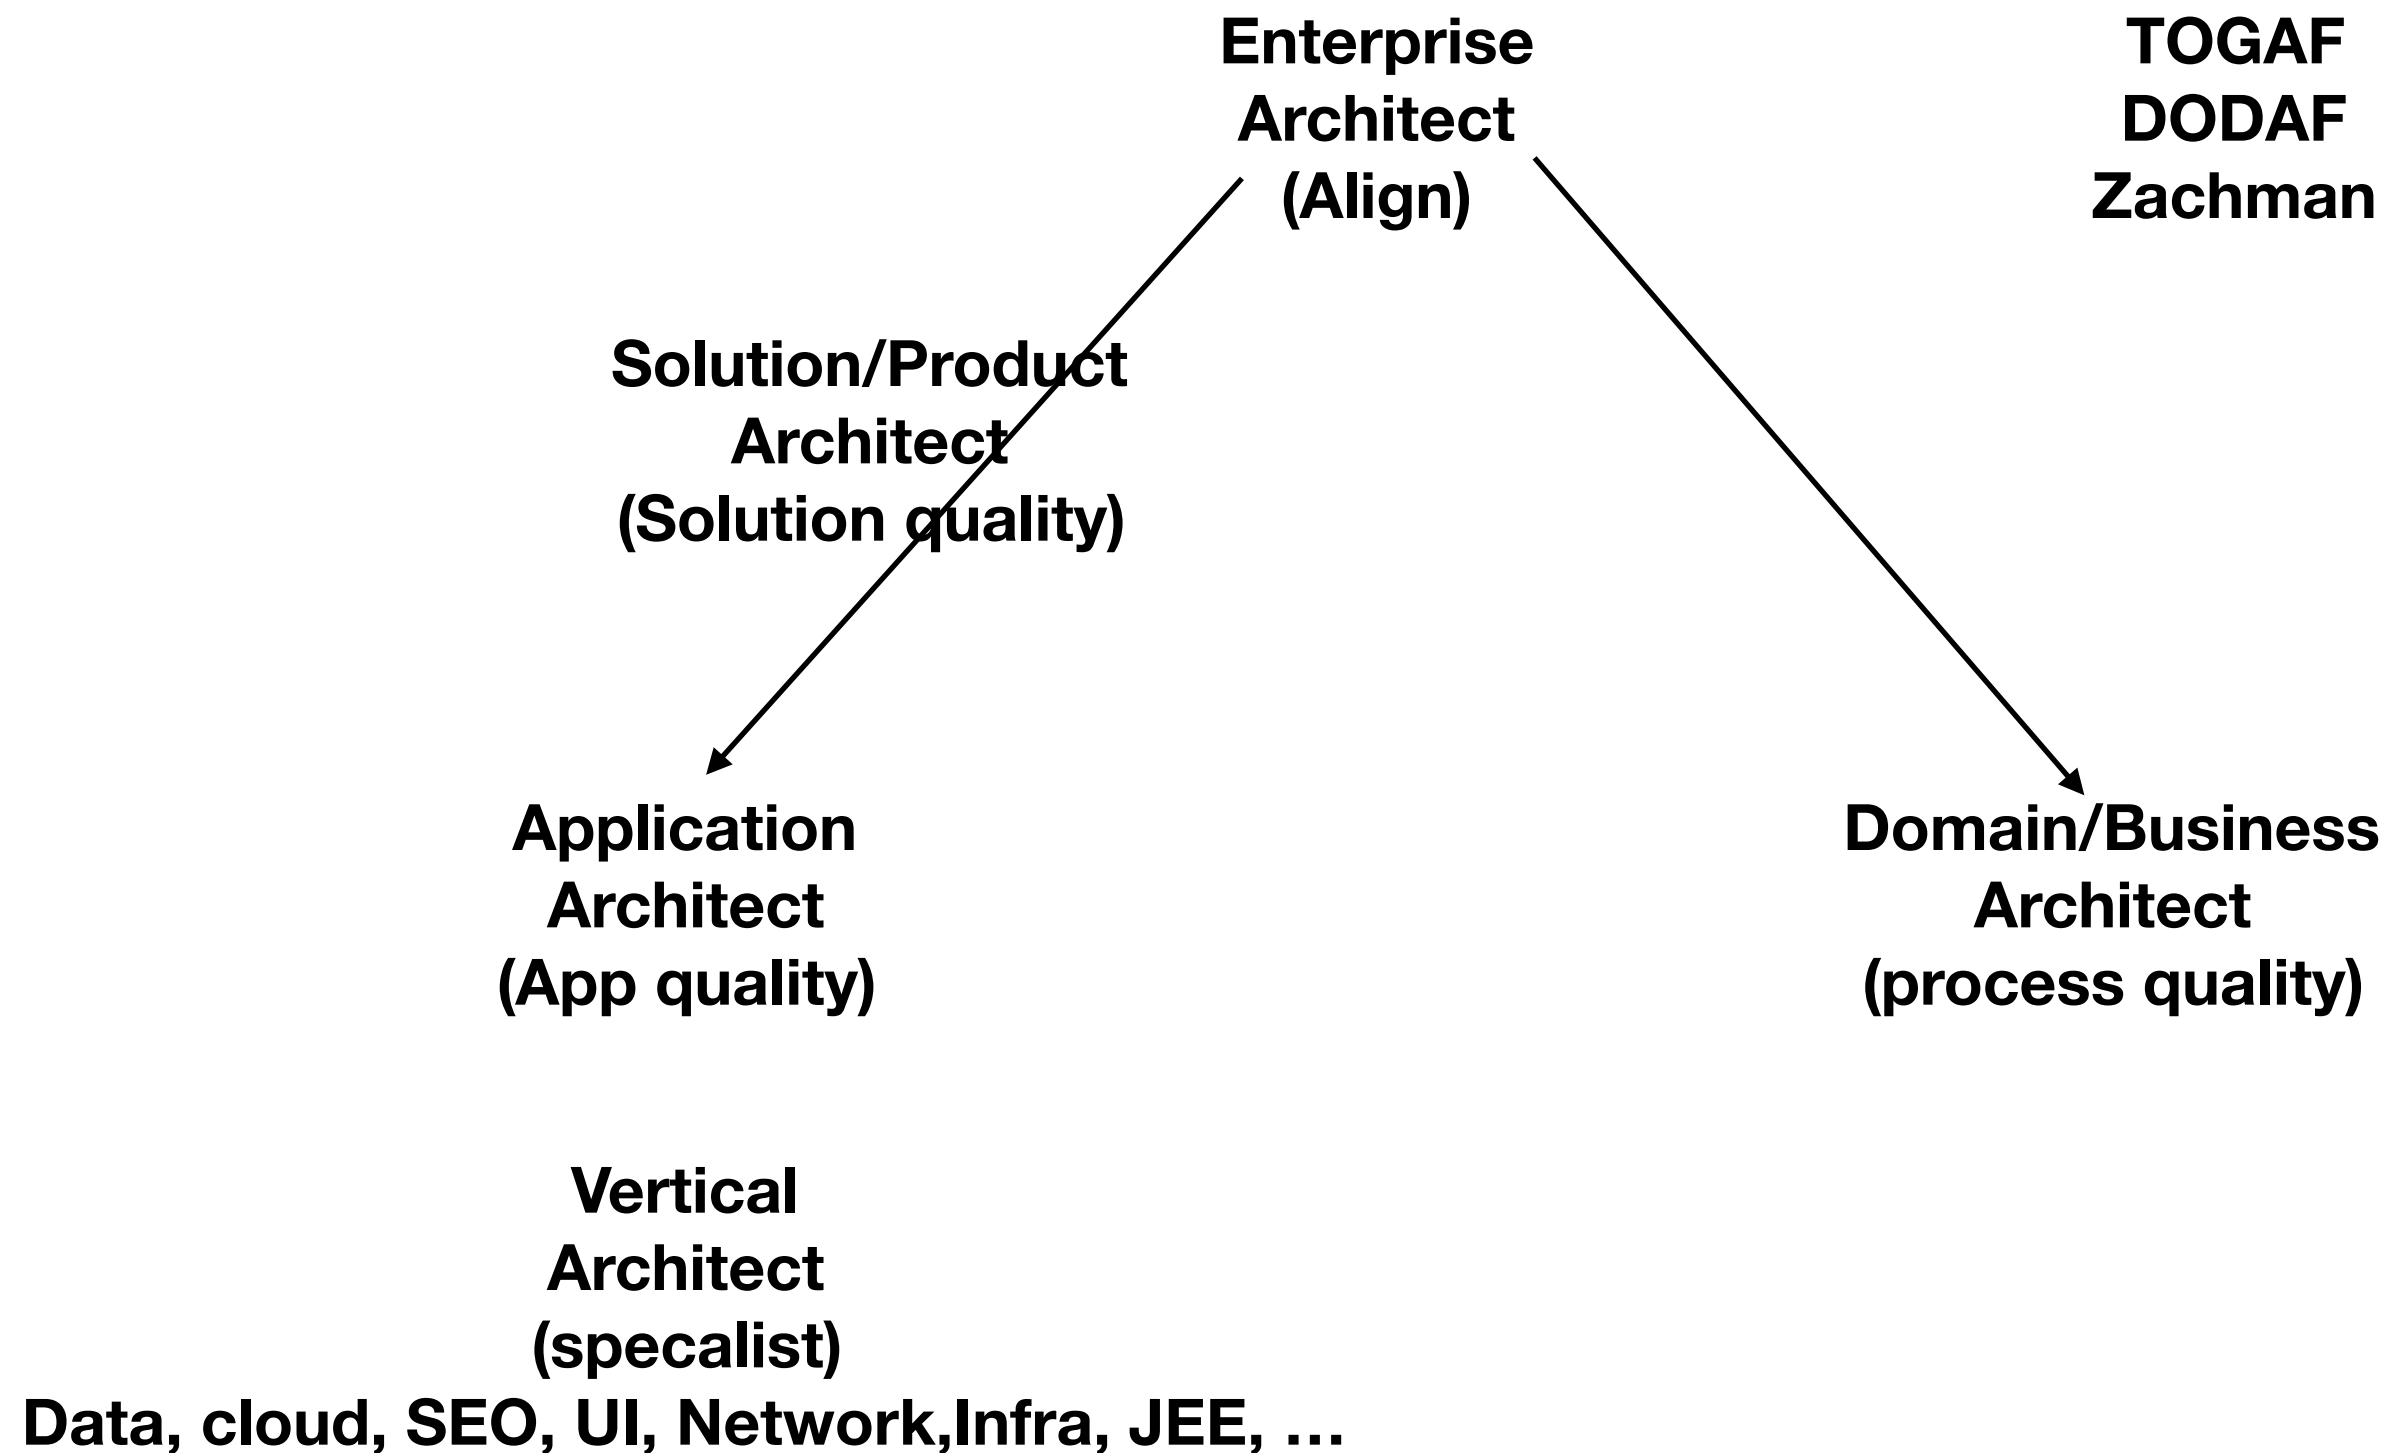 Enterprise
Architect
(Align)
TOGAF
DODAF
Zachman
Solution/Product
Architect
(Solution quality)
Application
Architect
(App quality)
Domain/Business
Architect
(process quality)
Vertical
Architect
(specalist)
Data, cloud, SEO, UI, Network,Infra, JEE, …